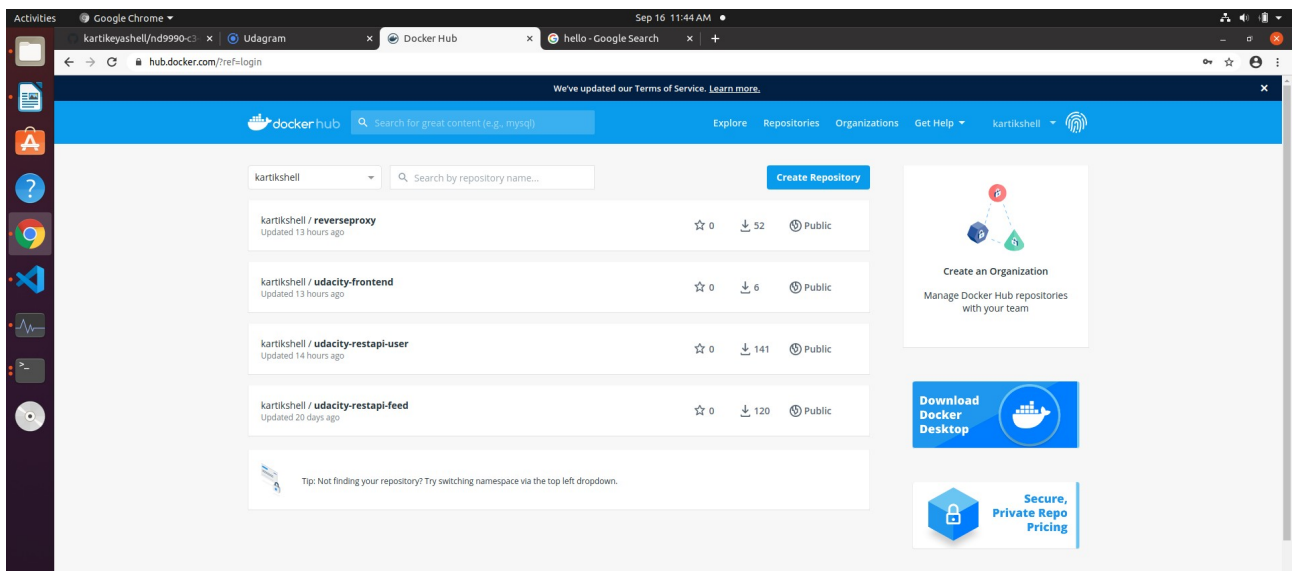 Activities Google Chrome Sep 16 11:44 AM
kartikeyashell/nd9990-c3- Udagram Docker Hub hello - Google Search
hub.docker.com/?ref=login
We've updated our Terms of Service. Learn more.
docker hub Search for great content (e.g., mysql) Explore Repositories Organizations Get Help kartikshell
kartikshell Search by repository name... Create Repository
kartikshell / reverseproxy 0 52 Public
Updated 13 hours ago
kartikshell / udacity-frontend 0 6 Public
Updated 13 hours ago
kartikshell / udacity-restapi-user 0 141 Public
Updated 14 hours ago
kartikshell / udacity-restapi-feed 0 120 Public
Updated 20 days ago
Tip: Not finding your repository? Try switching namespace via the top left dropdown.
Create an Organization
Manage Docker Hub repositories
with your team
Download
Docker
Desktop
Secure,
Private Repo
Pricing